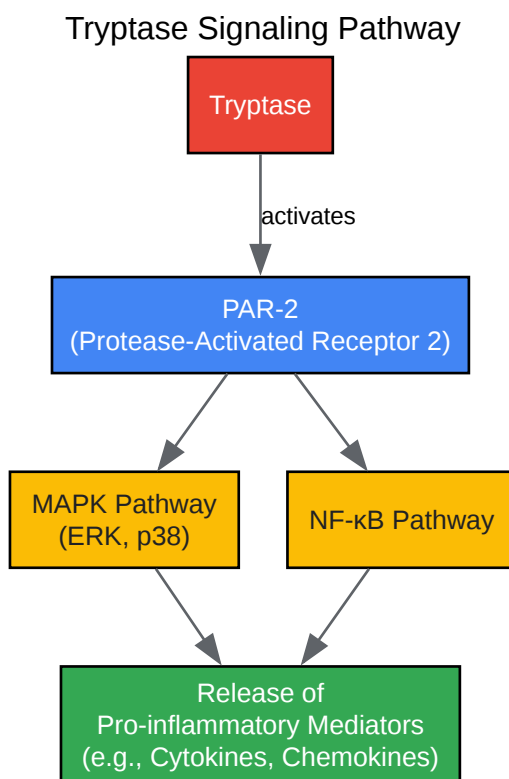 Tryptase Signaling Pathway
Tryptase
activates
PAR-2
(Protease-Activated Receptor 2)
MAPK Pathway
(ERK, p38)
NF-κB Pathway
Release of
Pro-inflammatory Mediators
(e.g., Cytokines, Chemokines)